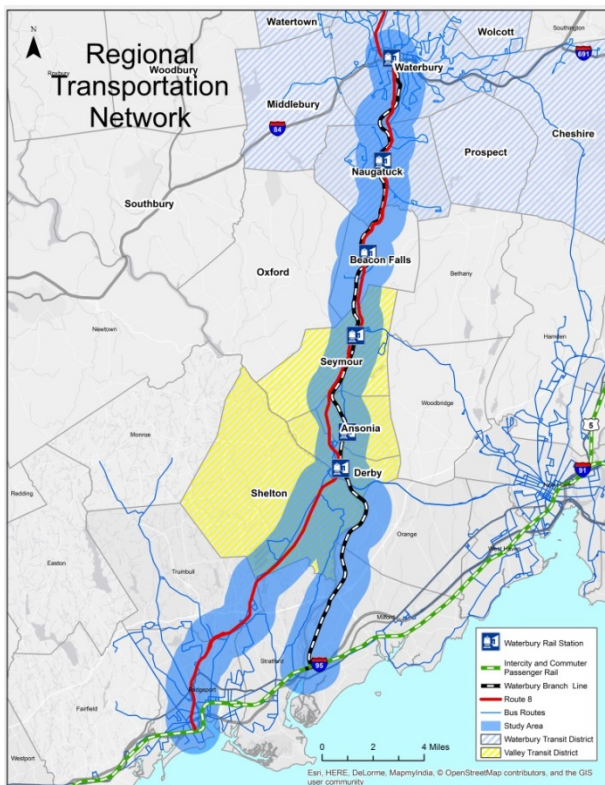 N
Regional
Transportation
Network
Watertown
Wolcott
Southington
691
Roxbury
Woodbury
Waterbury
Middlebury
84
Cheshire
Prospect
Naugatuck
Southbury
Beacon Falls
Oxford
Bethany
Newtown
Hamden
Seymour
Woodbridge
Monroe
5
Ansonia
Redding
Derby
91
Shelton
Orange
West Haven
Easton
Trumbull
Milford
95
Stratford
Bridgeport
Fairfield
Westport
0 2 4 Miles
Waterbury Rail Station
Intercity and Commuter
Passenger Rail
Waterbury Branch Line
Route 8
Bus Routes
Study Area
Waterbury Transit District
Valley Transit District
Esri, HERE, DeLorme, MapmyIndia, © OpenStreetMap contributors, and the GIS
user community